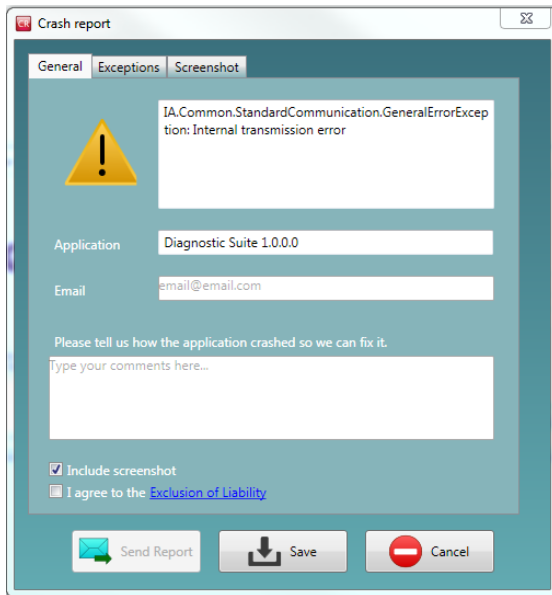 CR Crash report
General Exceptions Screenshot
IA.Common.StandardCommunication.GeneralErrorExcep
tion: Internal transmission error
Application Diagnostic Suite 1.0.0.0
Email email@email.com
Please tell us how the application crashed so we can fix it.
Type your comments here...
Include screenshot
I agree to the Exclusion of Liability
Send Report Save Cancel